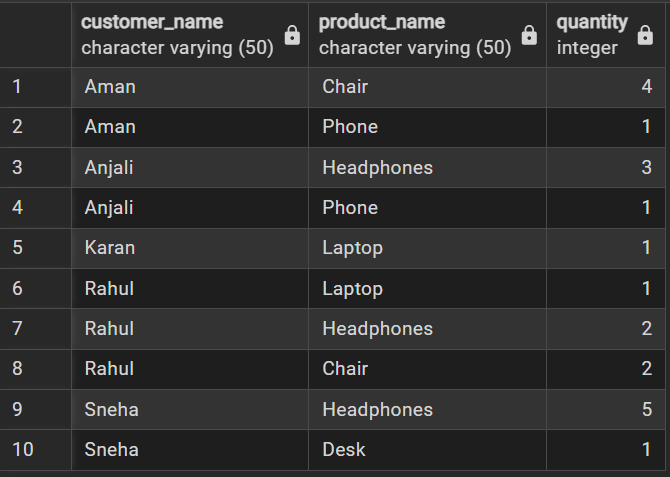 customer_name product_name quantity
character varying (50) character varying (50) integer
1 Aman Chair 4
2 Aman Phone 1
3 Anjali Headphones 3
4 Anjali Phone 1
5 Karan Laptop 1
6 Rahul Laptop 1
7 Rahul Headphones 2
8 Rahul Chair 2
9 Sneha Headphones 5
10 Sneha Desk 1